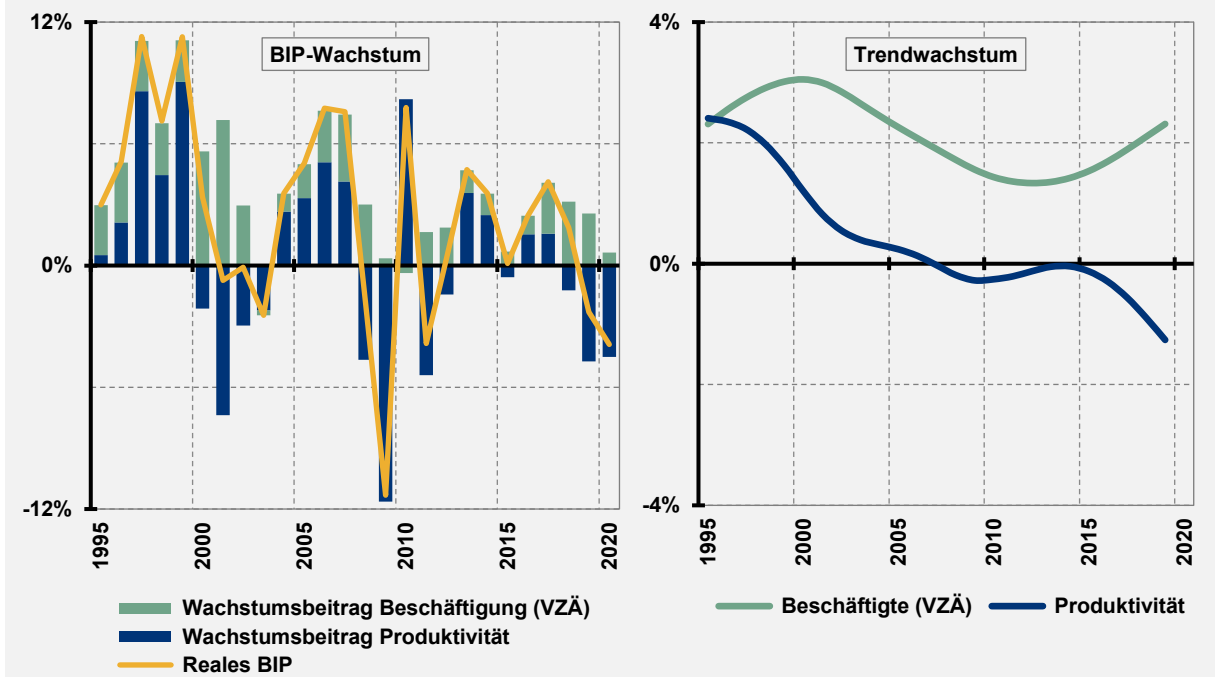 12%
BIP-Wachstum
0%
-12%
1995
2000
2005
2010
2015
2020
Wachstumsbeitrag Beschäftigung (VZÄ)
Wachstumsbeitrag Produktivität
Reales BIP
4%
Trendwachstum
0%
-4%
1995
2000
2005
2010
2015
2020
Beschäftigte (VZÄ)
Produktivität